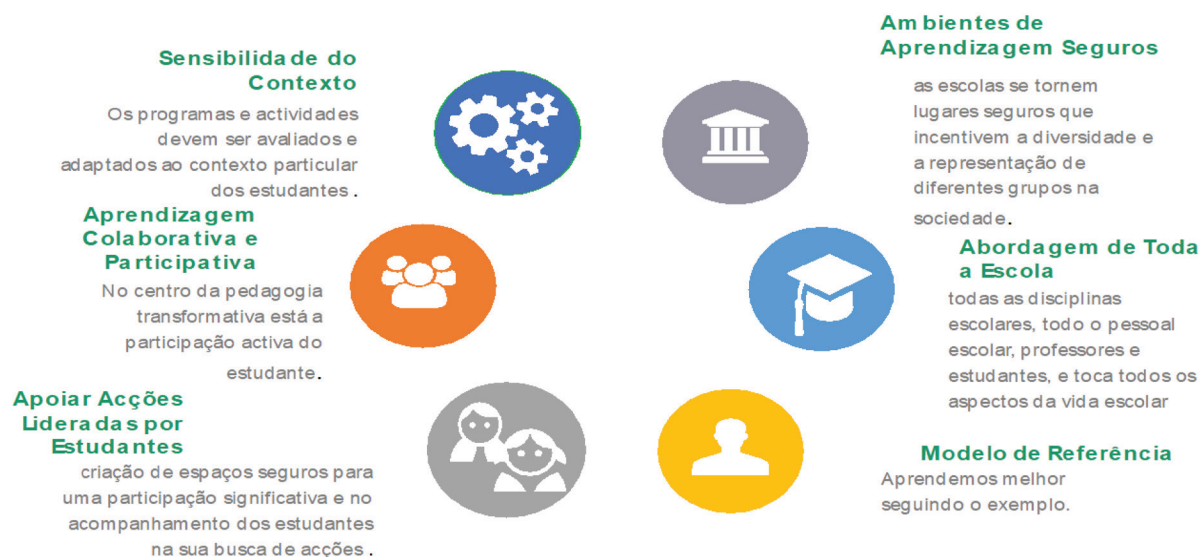 Sensibilidade do
Contexto
Os programas e actividades
devem ser avaliados e
adaptados ao contexto particular
dos estudantes .
Aprendizagem
Colaborativa e
Participativa
No centro da pedagogia
transformativa está a
participação activa do
estudante.
Apoiar Acções
Lideradas por
Estudantes
criação de espaços seguros para
uma participação significativa e no
acompanhamento dos estudantes
na sua busca de acções .
Ambientes de
Aprendizagem Seguros
as escolas se tornem
lugares seguros que
incentivem a diversidade e
a representação de
diferentes grupos na
sociedade.
Abordagem de Toda
a Escola
todas as disciplinas
escolares, todo o pessoal
escolar, professores e
estudantes, e toca todos os
aspectos da vida escolar
Modelo de Referência
Aprendemos melhor
seguindo o exemplo.